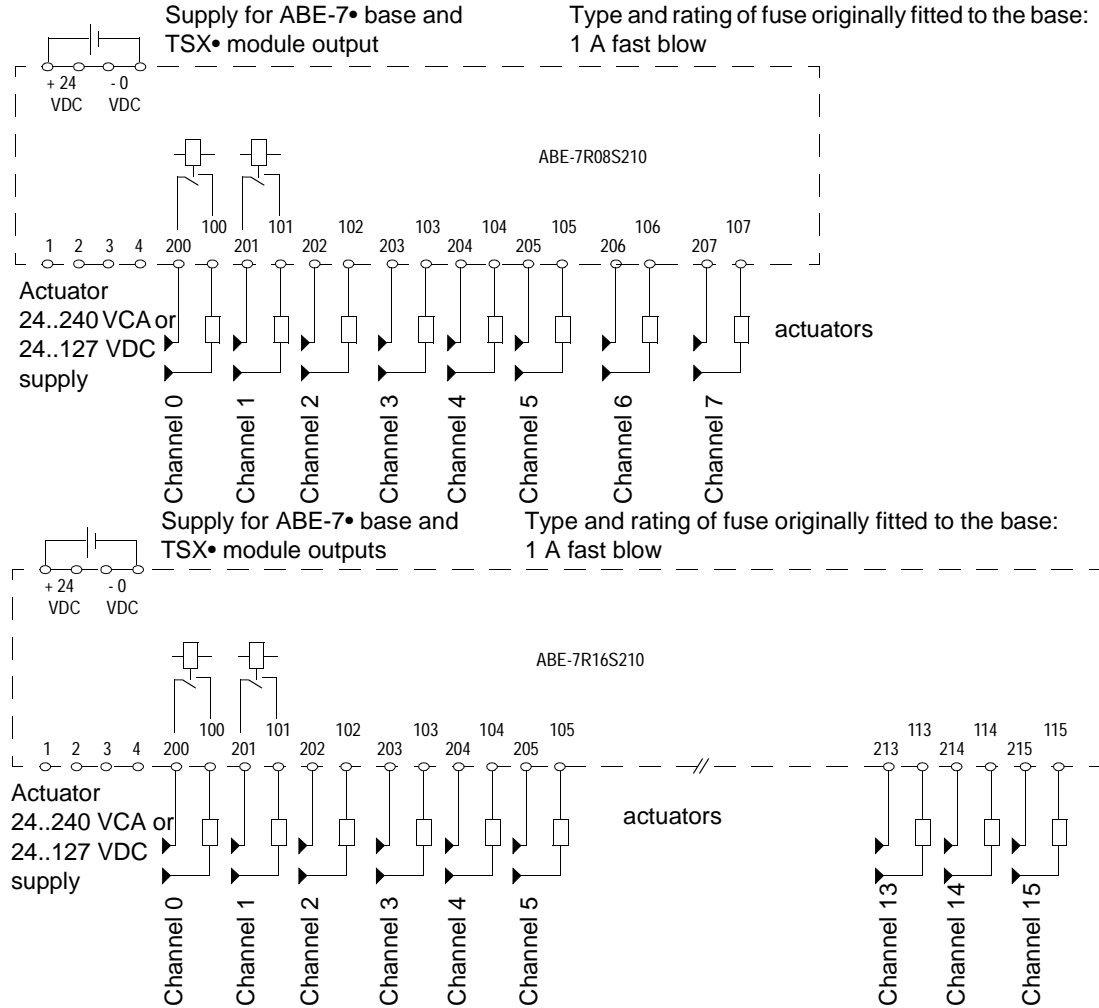 Supply for ABE-7• base and
TSX• module output
Type and rating of fuse originally fitted to the base:
1 A fast blow
+ 24
VDC
- 0
VDC
ABE-7R08S210
100 101 102 103 104 105 106 107
1 2 3 4 200 201 202 203 204 205 206 207
Actuator
24..240 VCA or
24..127 VDC
supply
actuators
Channel 0
Channel 1
Channel 2
Channel 3
Channel 4
Channel 5
Channel 6
Channel 7
Supply for ABE-7• base and
TSX• module outputs
Type and rating of fuse originally fitted to the base:
1 A fast blow
+ 24
VDC
- 0
VDC
ABE-7R16S210
100 101 102 103 104 105 113 114 115
1 2 3 4 200 201 202 203 204 205 213 214 215
Actuator
24..240 VCA or
24..127 VDC
supply
actuators
Channel 0
Channel 1
Channel 2
Channel 3
Channel 4
Channel 5
Channel 13
Channel 14
Channel 15